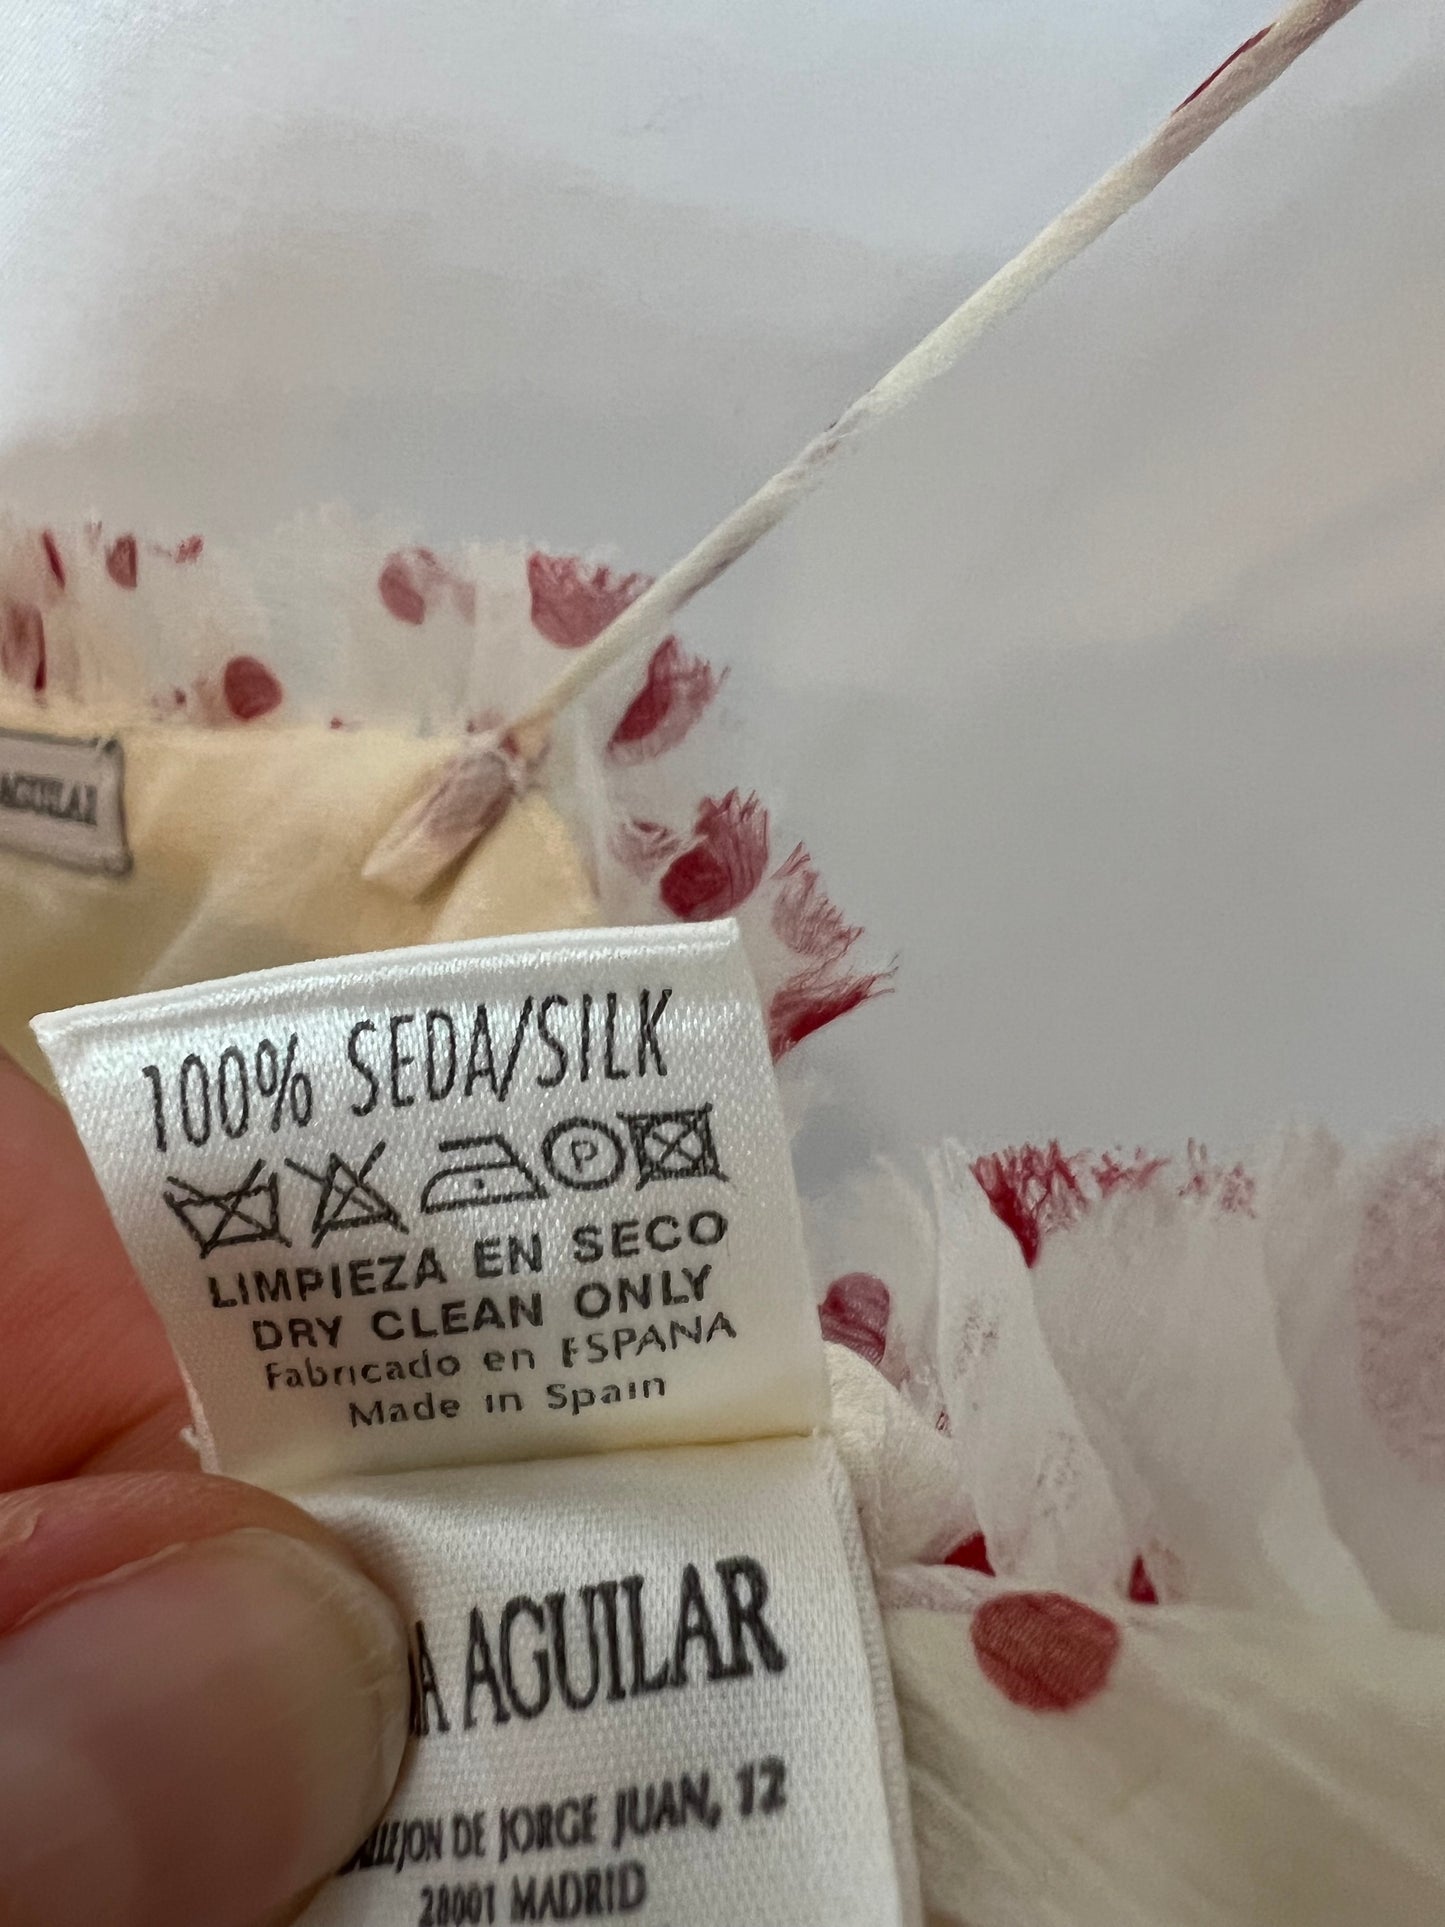 AGUILAR
100% SEDA/SILK
P
LIMPIEZA EN SECO
DRY CLEAN ONLY
Fabricado en ESPANA
Made in Spain
A AGUILAR
DE JORGE JUAN, 12
28001 MADRID